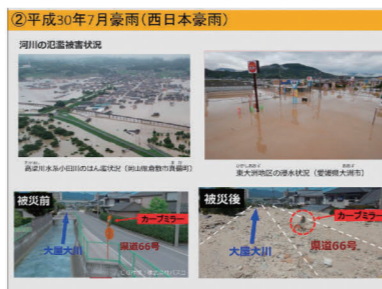 ②平成30年7月豪雨(西日本豪雨)
河川の氾濫被害状況
高梁川水系小田川のはん濫状況（岡山県倉敷市真備町）
東大洲地区の浸水状況（愛媛県大洲市）
被災前
カーブミラー
大屋大川
県道66号
被災後
カーブミラー
大屋大川
県道66号